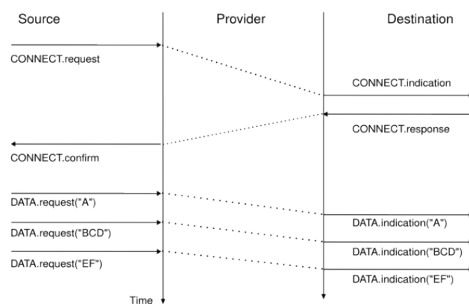 Source Provider Destination
CONNECT.request
CONNECT.indication
CONNECT.response
CONNECT.confirm
DATA.request("A")
DATA.indication("A")
DATA.request("BCD")
DATA.indication("BCD")
DATA.request("EF")
DATA.indication("EF")
Time